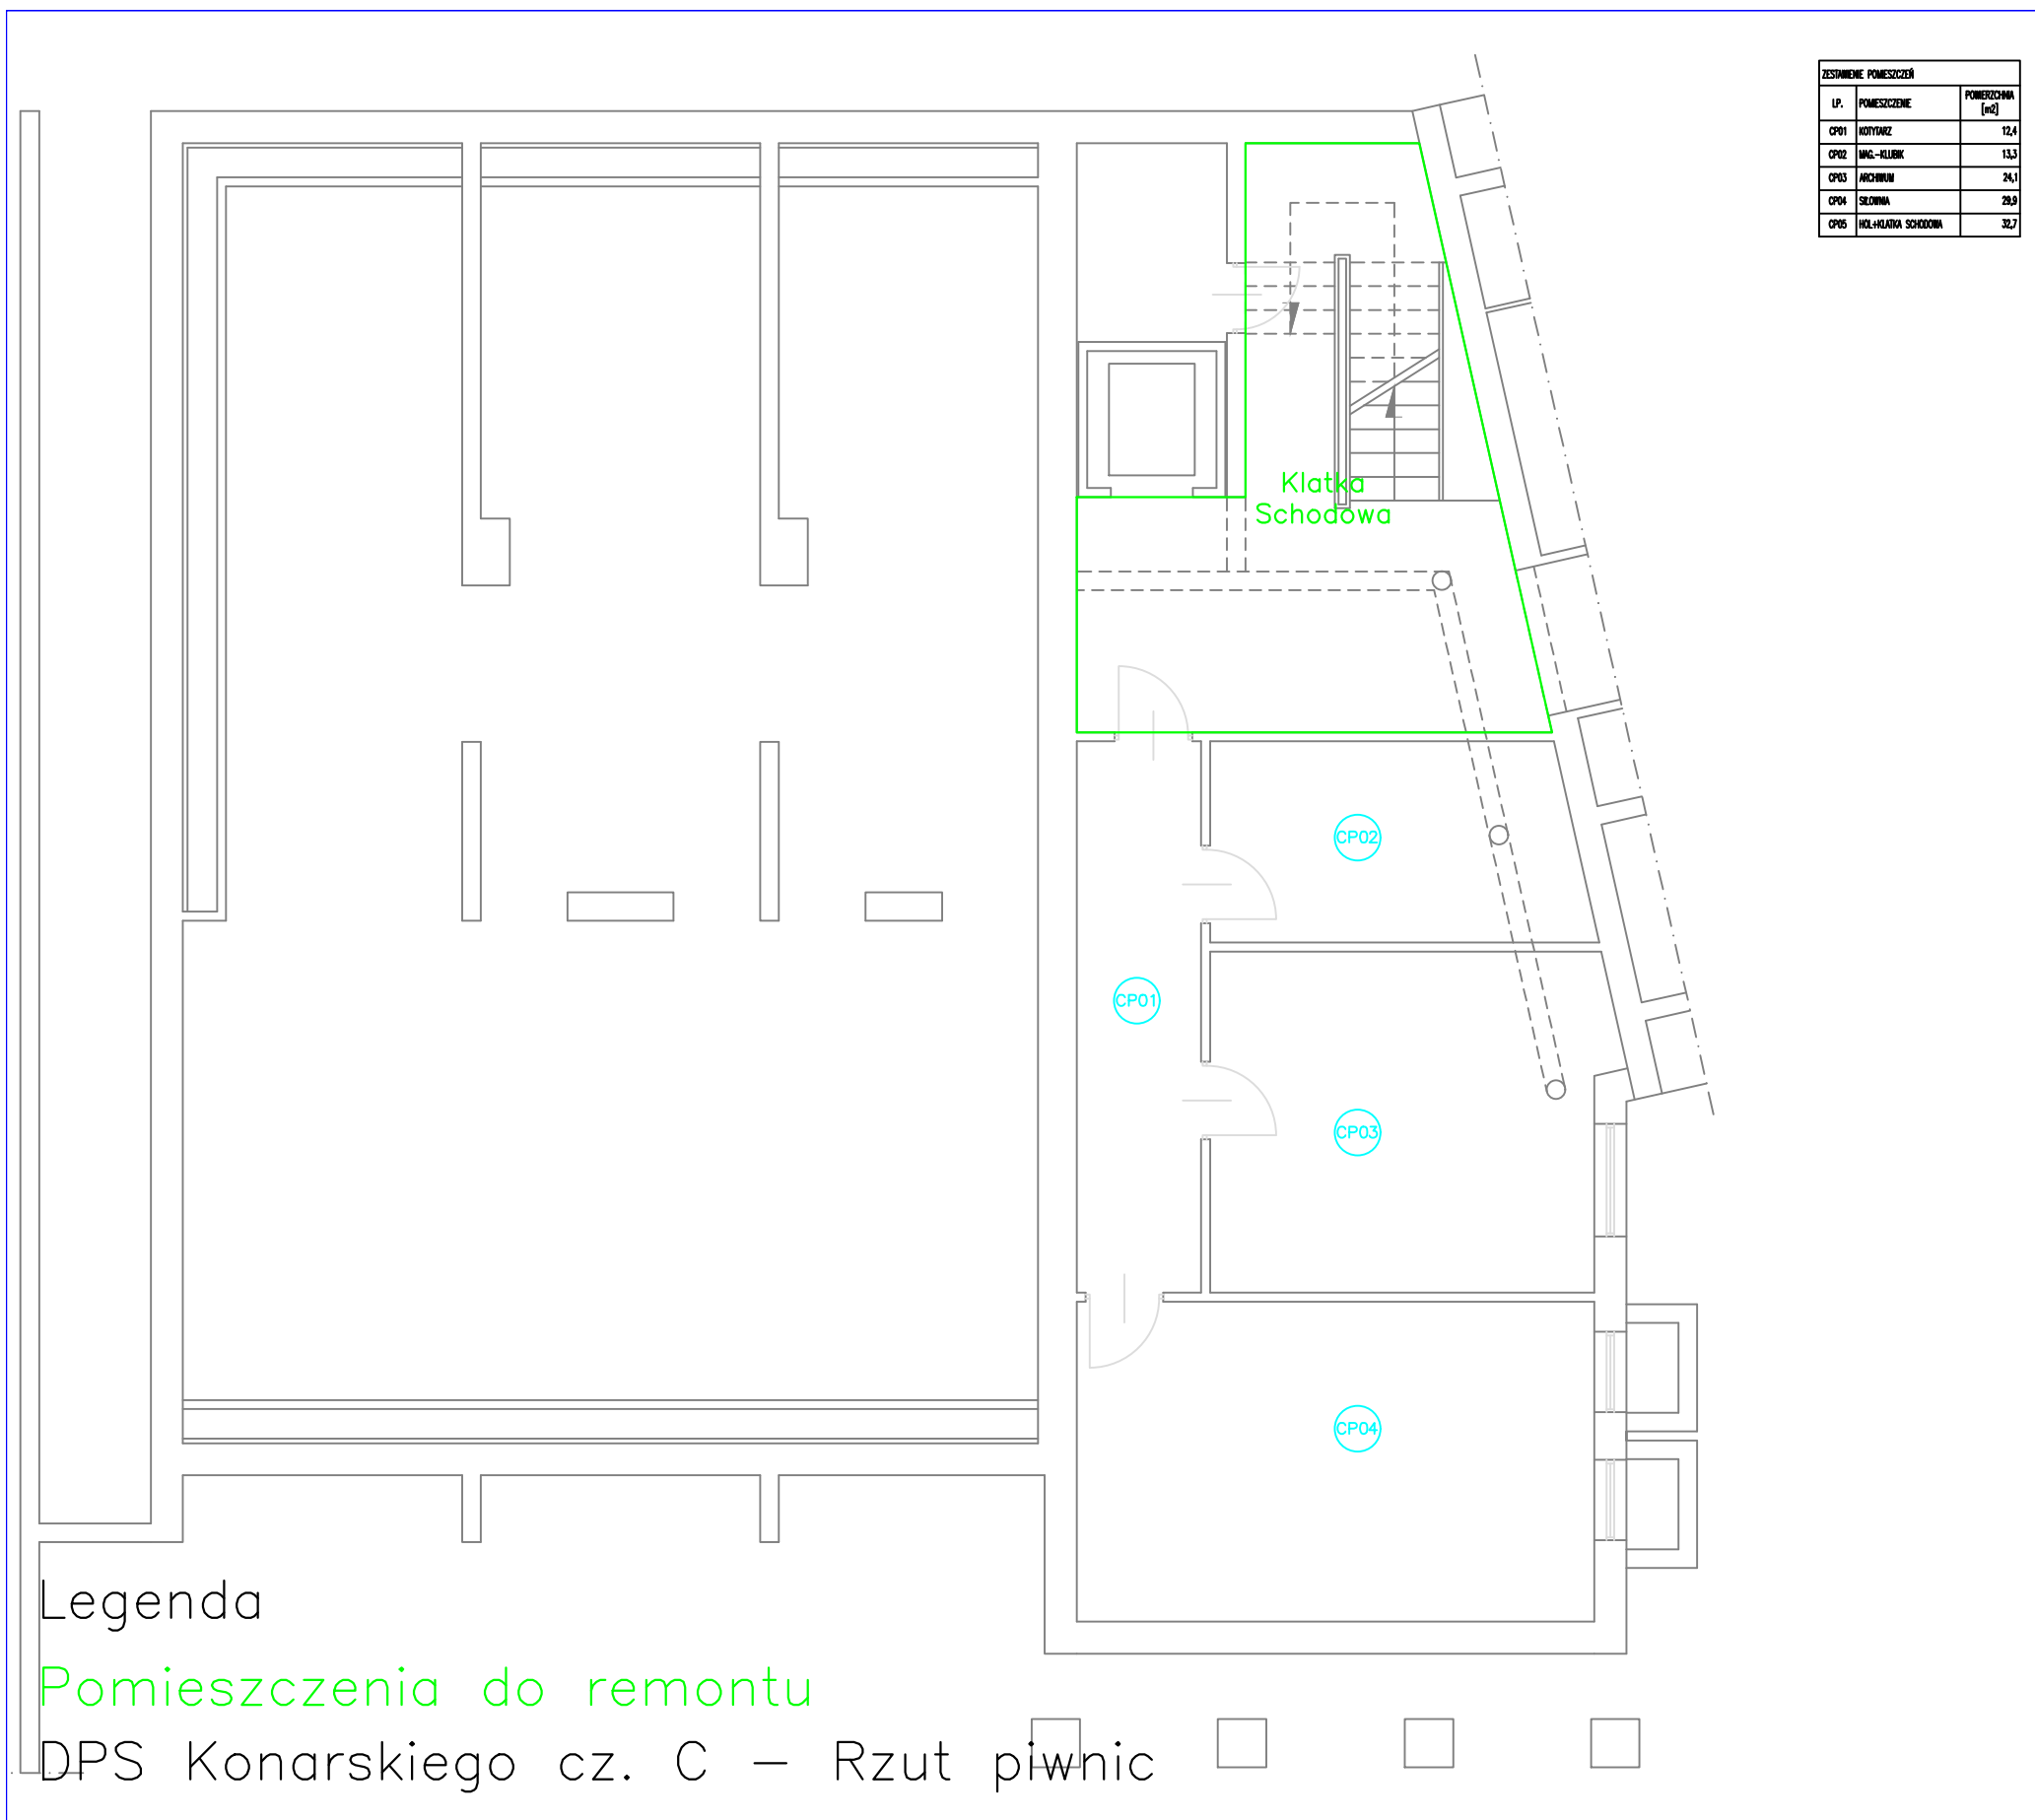 ZESTAWIENIE POMIESZCZEŃ
LP. POMIESZCZENIE POWIERZCHNIA [m2]
CP01 KOTYTARZ 12,4
CP02 MAG.-KLUBIK 13,3
CP03 ARCHIWUM 24,1
CP04 SIŁOWNIA 29,9
CP05 HOL+KLATKA SCHODOWA 32,7
Klatka
Schodowa
CP02
CP01
CP03
CP04
Legenda
Pomieszczenia do remontu
DPS Konarskiego cz. C – Rzut piwnic